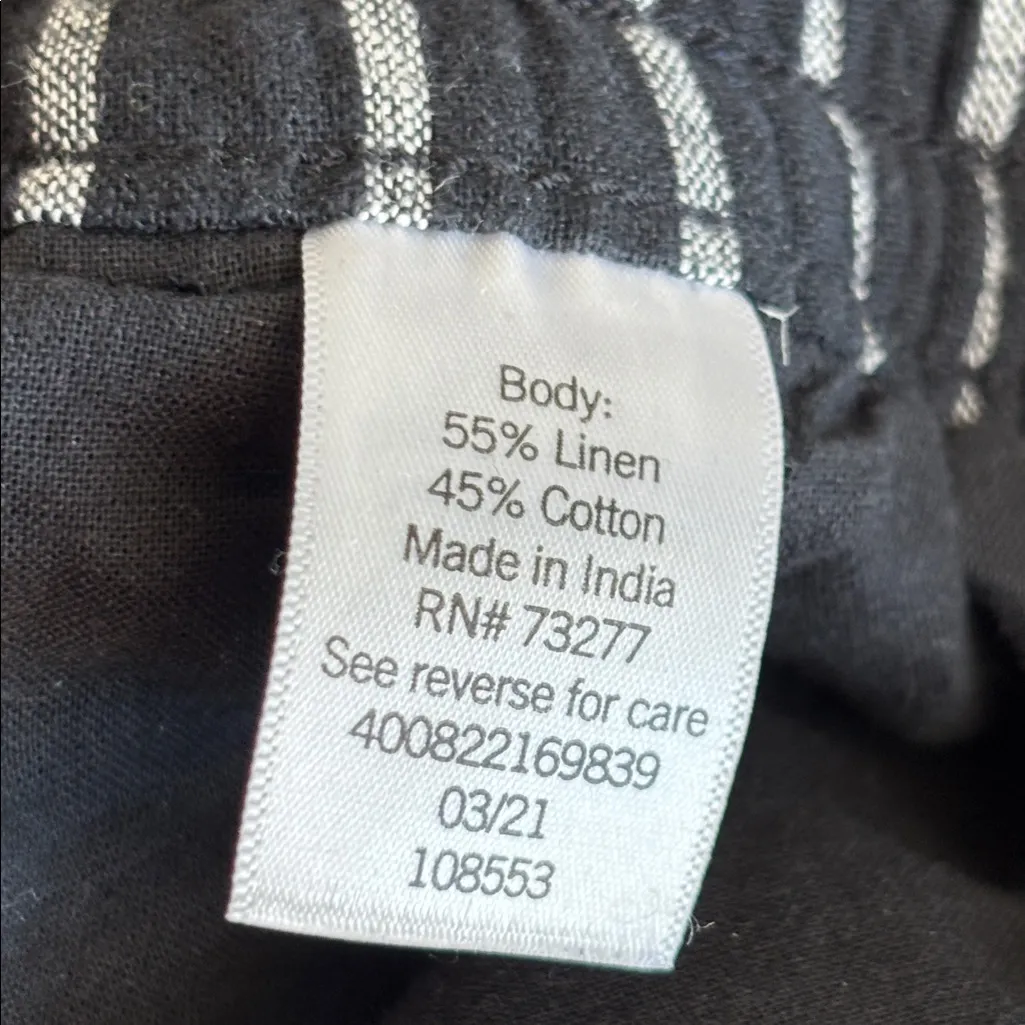 Body:
55% Linen
45% Cotton
Made in India
RN# 73277
See reverse for care
400822169839
03/21
108553